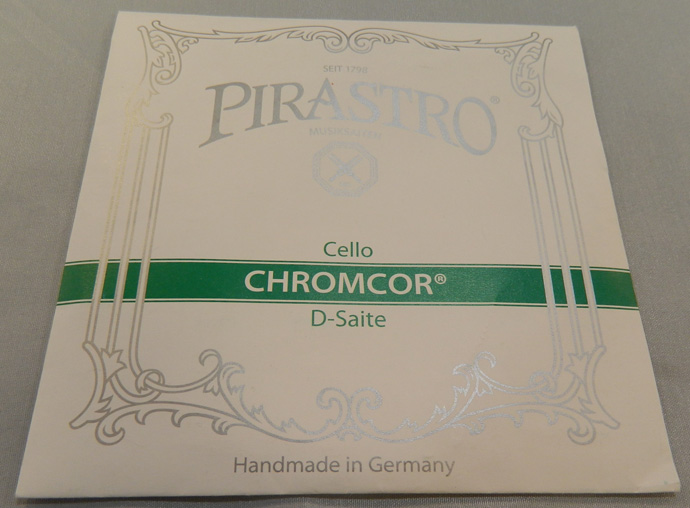 SEIT 1798
PIRASTRO®
MUSIKSAITEN
Cello
CHROMCOR®
D-Saite
Handmade in Germany